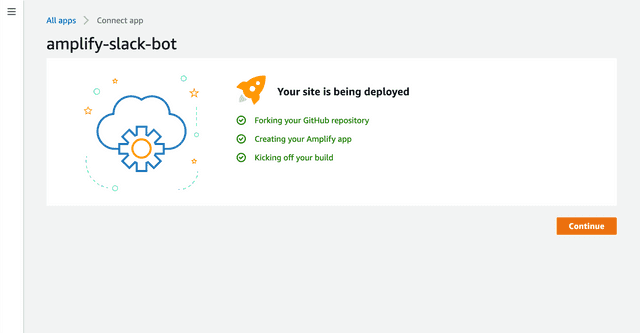 All apps Connect app
amplify-slack-bot
Your site is being deployed
Forking your GitHub repository
Creating your Amplify app
Kicking off your build
Continue